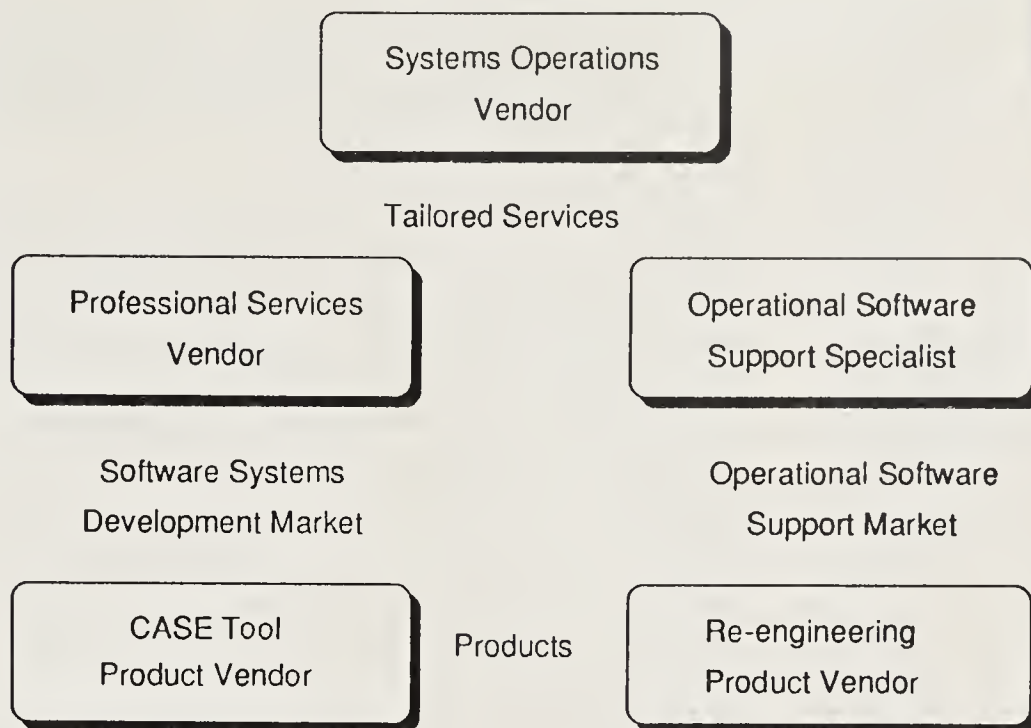 Systems Operations
Vendor
Tailored Services
Professional Services
Vendor
Operational Software
Support Specialist
Software Systems
Development Market
Operational Software
Support Market
CASE Tool
Product Vendor
Products
Re-engineering
Product Vendor